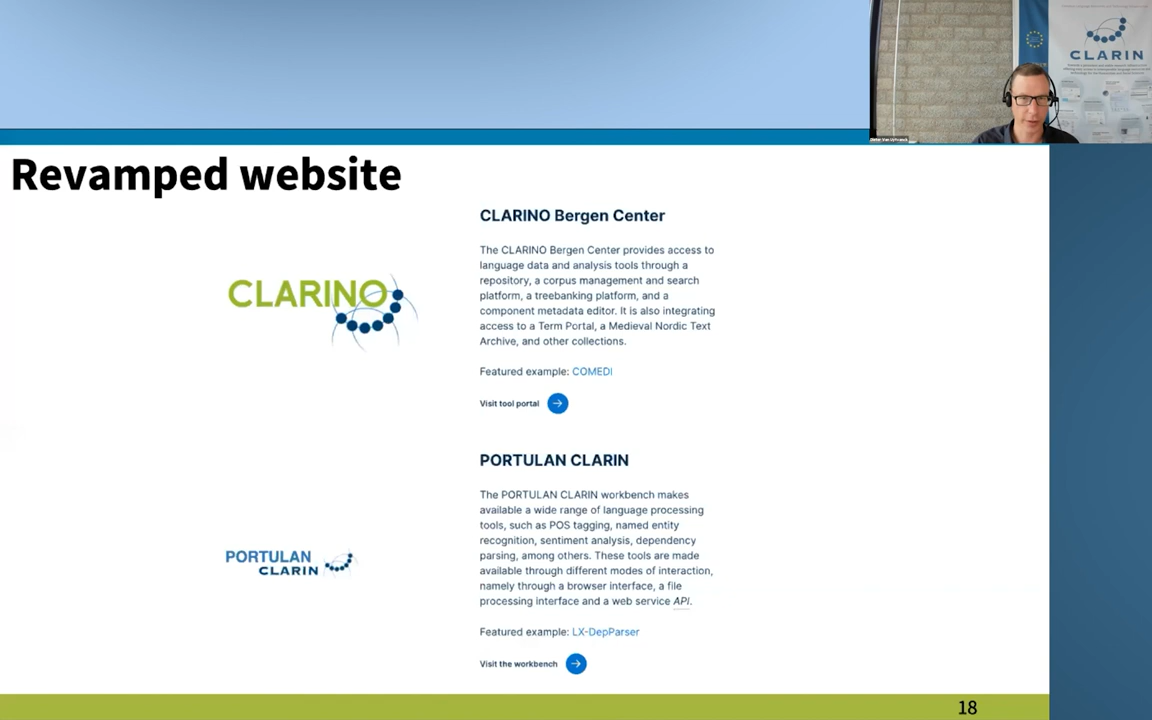 CLARIN
Revamped website
CLARINO Bergen Center
The CLARINO Bergen Center provides access to
language data and analysis tools through a
repository, a corpus management and search
platform, a treebanking platform, and a
component metadata editor. It is also integrating
access to a Term Portal, a Medieval Nordic Text
Archive, and other collections.
CLARINO
Featured example: COMEDI
Visit tool portal
PORTULAN CLARIN
The PORTULAN CLARIN workbench makes
available a wide range of language processing
tools, such as POS tagging, named entity
recognition, sentiment analysis, dependency
parsing, among others. These tools are made
available through different modes of interaction,
namely through a browser interface, a file
processing interface and a web service API.
PORTULAN
CLARIN
Featured example: LX-DepParser
Visit the workbench
18